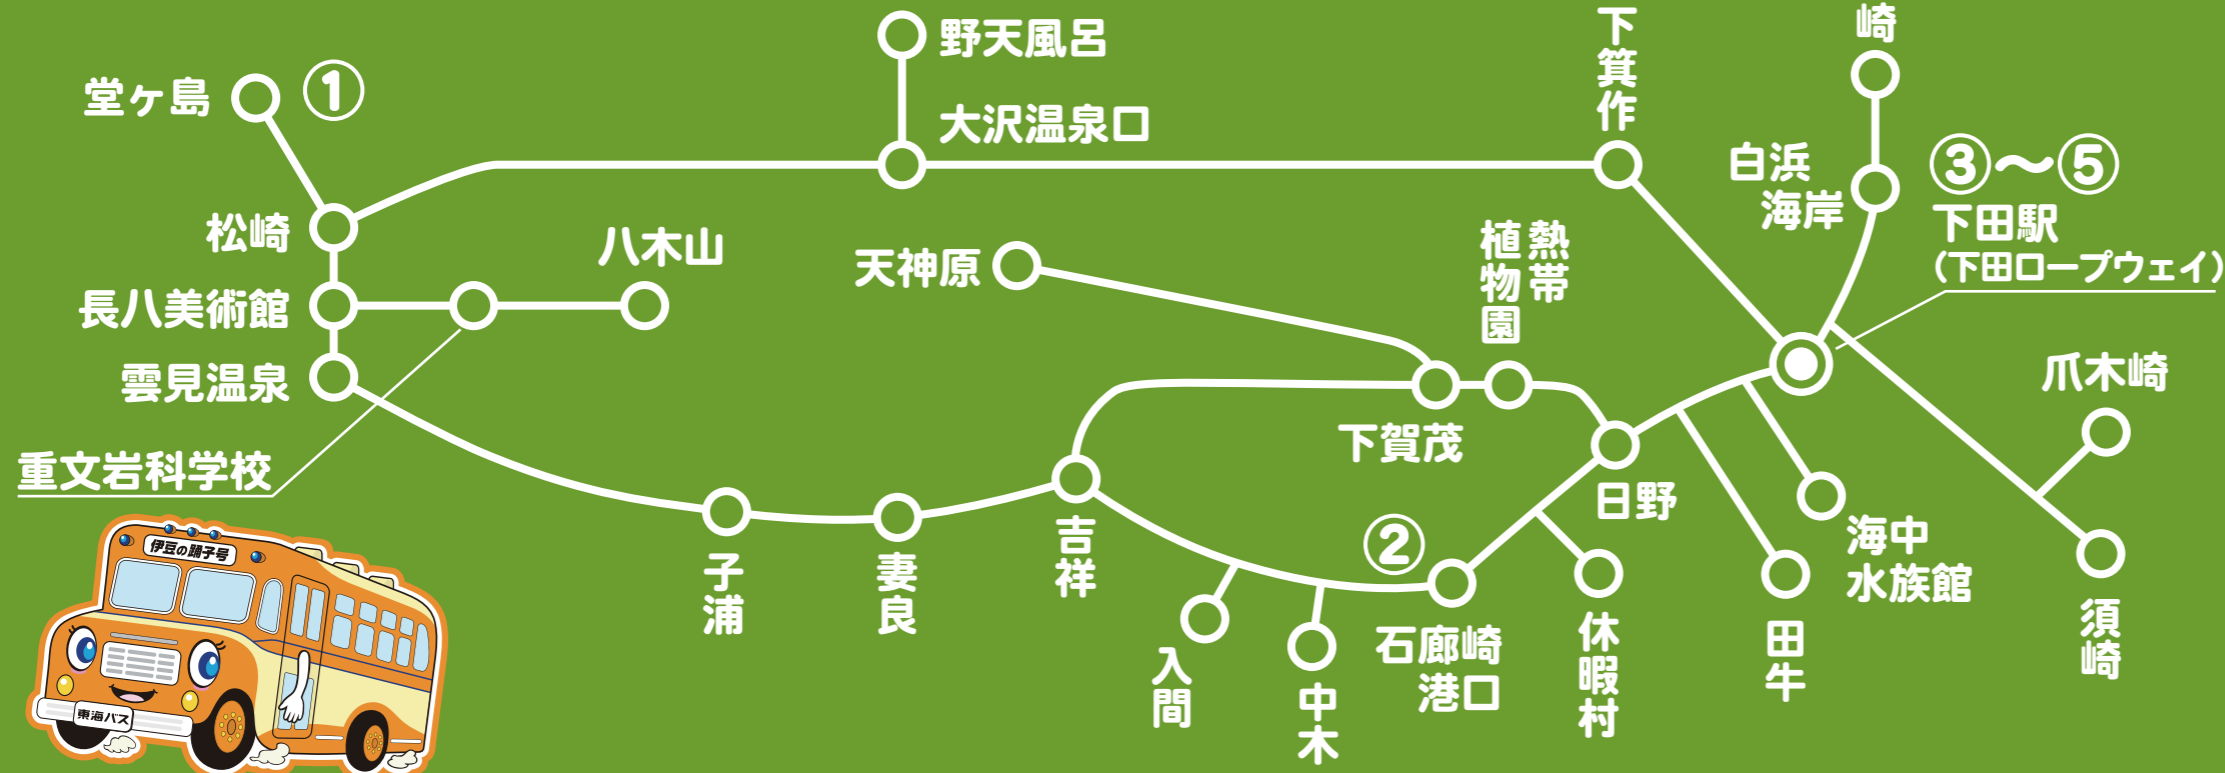 堂ヶ島
①
野天風呂
大沢温泉口
下箕作
崎
白浜
海岸
③〜⑤
下田駅
(下田ロープウェイ)
松崎
八木山
天神原
熱帯
植物園
長八美術館
雲見温泉
爪木崎
下賀茂
重文岩科学校
日野
②
海中
水族館
子浦
妻良
吉祥
入間
中木
石廊崎
港口
休暇村
田牛
須崎
伊豆の踊子号
東海バス